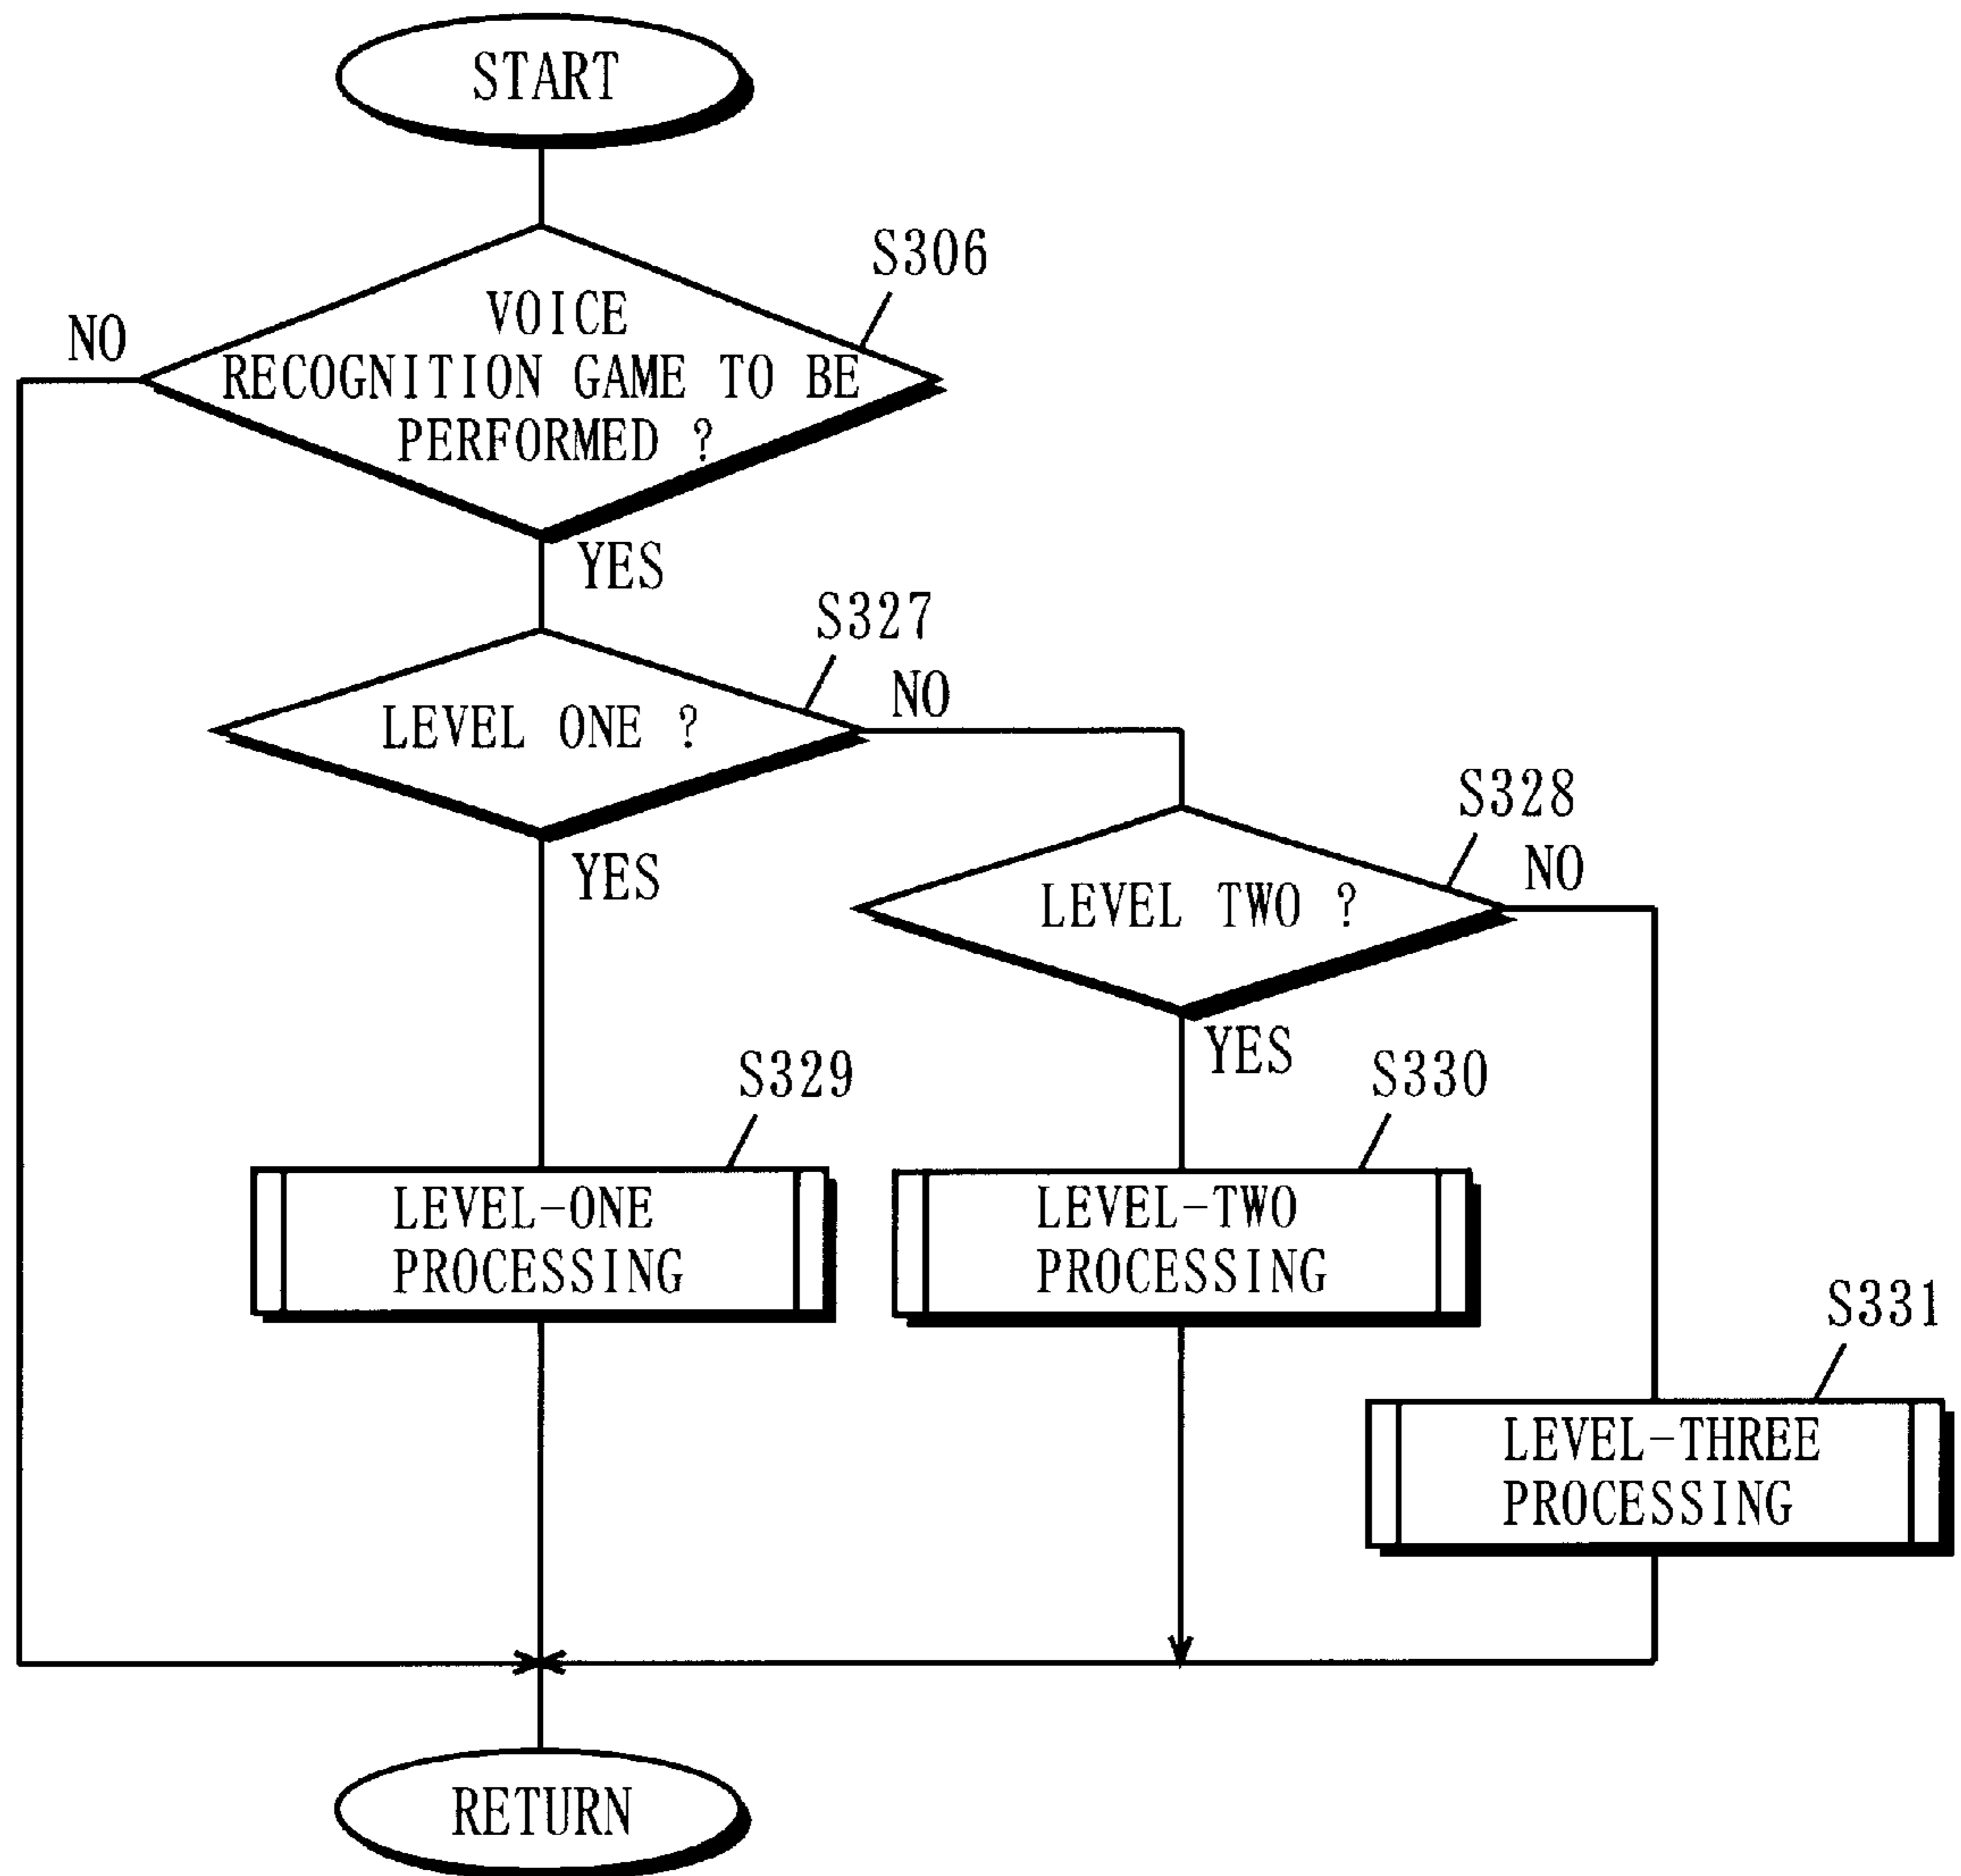 START
S306
NO
VOICE
RECOGNITION GAME TO BE
PERFORMED ?
YES
S327
NO
LEVEL ONE ?
YES
S328
NO
LEVEL TWO ?
YES
S329
LEVEL-ONE
PROCESSING
S330
LEVEL-TWO
PROCESSING
S331
LEVEL-THREE
PROCESSING
RETURN